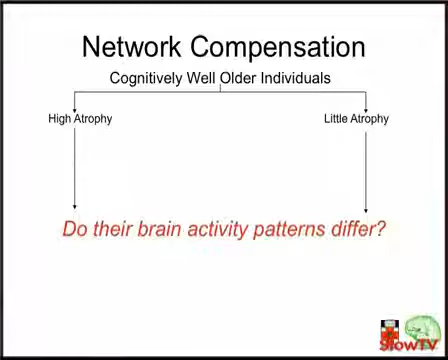 Network Compensation
Cognitively Well Older Individuals
High Atrophy
Little Atrophy
Do their brain activity patterns differ?
SlowTV